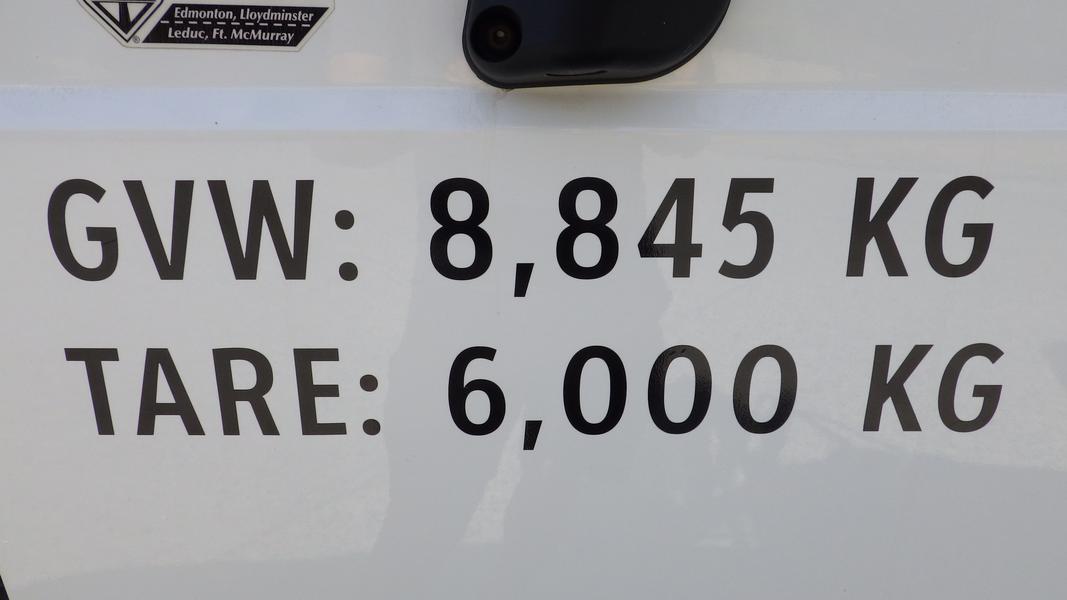 Edmonton, Lloydminster
Leduc, Ft. McMurray
®
GVW: 8,845 KG
TARE: 6,000 KG